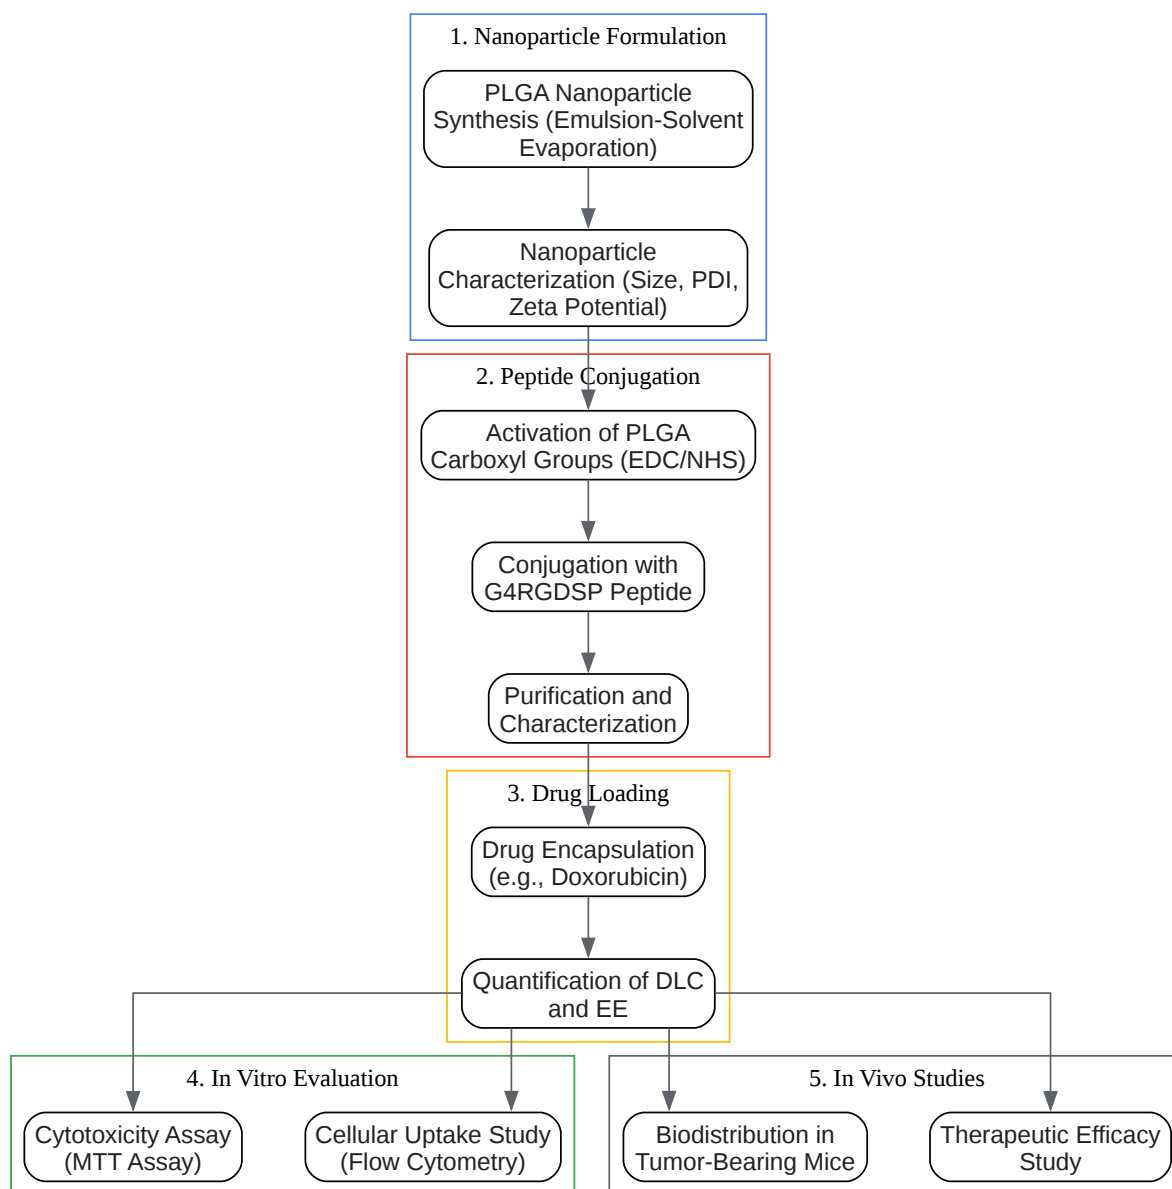 1. Nanoparticle Formulation
PLGA Nanoparticle
Synthesis (Emulsion-Solvent
Evaporation)
Nanoparticle
Characterization (Size, PDI,
Zeta Potential)
2. Peptide Conjugation
Activation of PLGA
Carboxyl Groups (EDC/NHS)
Conjugation with
G4RGDSP Peptide
Purification and
Characterization
3. Drug Loading
Drug Encapsulation
(e.g., Doxorubicin)
Quantification of DLC
and EE
4. In Vitro Evaluation
Cytotoxicity Assay
(MTT Assay)
Cellular Uptake Study
(Flow Cytometry)
5. In Vivo Studies
Biodistribution in
Tumor-Bearing Mice
Therapeutic Efficacy
Study